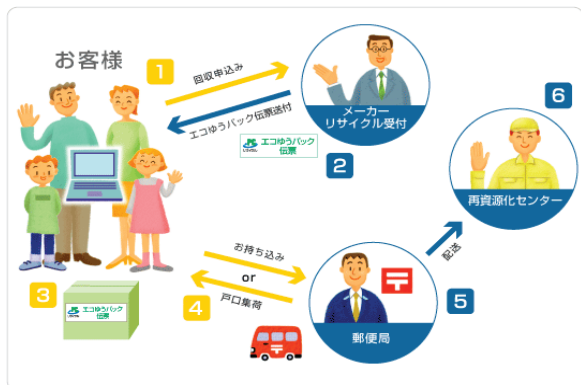 お客様
1
回収申込み
エコゆうパック伝票送付
エコゆうパック
伝票
2
メーカー
リサイクル受付
6
再資源化センター
お持ち込み
or
戸口集荷
配送
3
エコゆうパック
伝票
4
5
郵便局